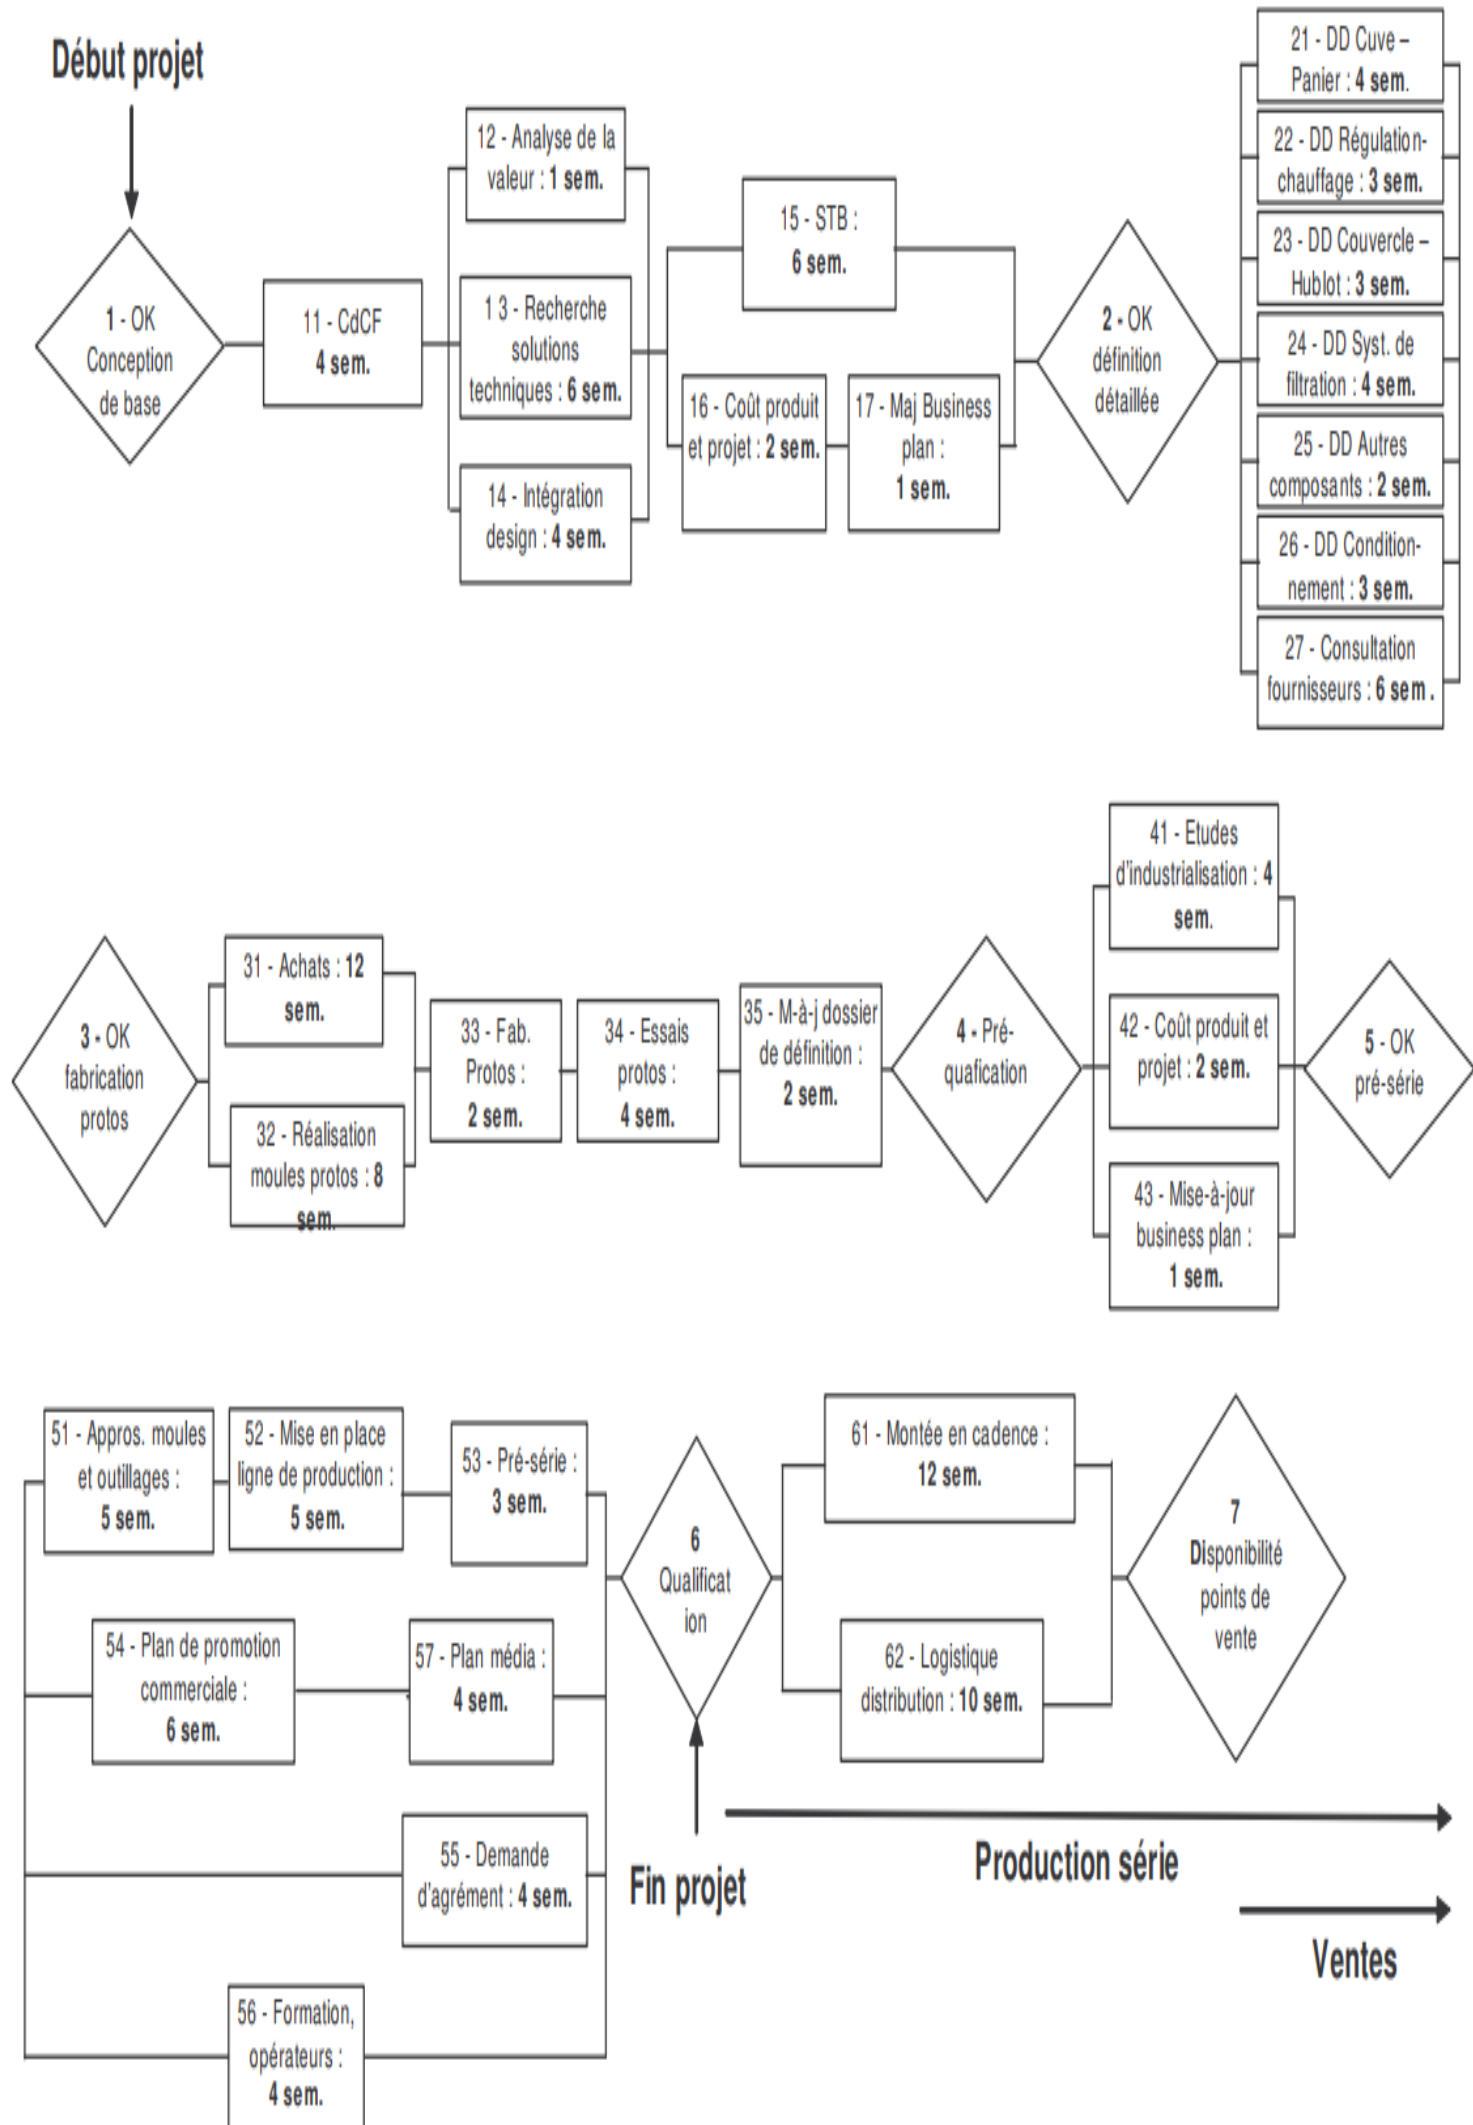 Début projet
1 - OK
Conception
de base
11 - CdCF
4 sem.
12 - Analyse de la
valeur : 1 sem.
1 3 - Recherche
solutions
techniques : 6 sem.
14 - Intégration
design : 4 sem.
15 - STB :
6 sem.
16 - Coût produit
et projet : 2 sem.
17 - Maj Business
plan :
1 sem.
2 - OK
définition
détaillée
21 - DD Cuve –
Panier : 4 sem.
22 - DD Régulation-
chauffage : 3 sem.
23 - DD Couvercle –
Hublot : 3 sem.
24 - DD Syst. de
filtration : 4 sem.
25 - DD Autres
composants : 2 sem.
26 - DD Condition-
nement : 3 sem.
27 - Consultation
fournisseurs : 6 sem .
3 - OK
fabrication
protos
31 - Achats : 12
sem.
32 - Réalisation
moules protos : 8
sem.
33 - Fab.
Protos :
2 sem.
34 - Essais
protos :
4 sem.
35 - M-à-j dossier
de définition :
2 sem.
4 - Pré-
quafication
41 - Etudes
d'industrialisation : 4
sem.
42 - Coût produit et
projet : 2 sem.
43 - Mise-à-jour
business plan :
1 sem.
5 - OK
pré-série
51 - Appros. moules
et outillages :
5 sem.
52 - Mise en place
ligne de production :
5 sem.
53 - Pré-série :
3 sem.
54 - Plan de promotion
commerciale :
6 sem.
57 - Plan média :
4 sem.
55 - Demande
d'agrément : 4 sem.
56 - Formation,
opérateurs :
4 sem.
6
Qualificat
ion
Fin projet
61 - Montée en cadence :
12 sem.
62 - Logistique
distribution : 10 sem.
7
Disponibilité
points de
vente
Production série
Ventes